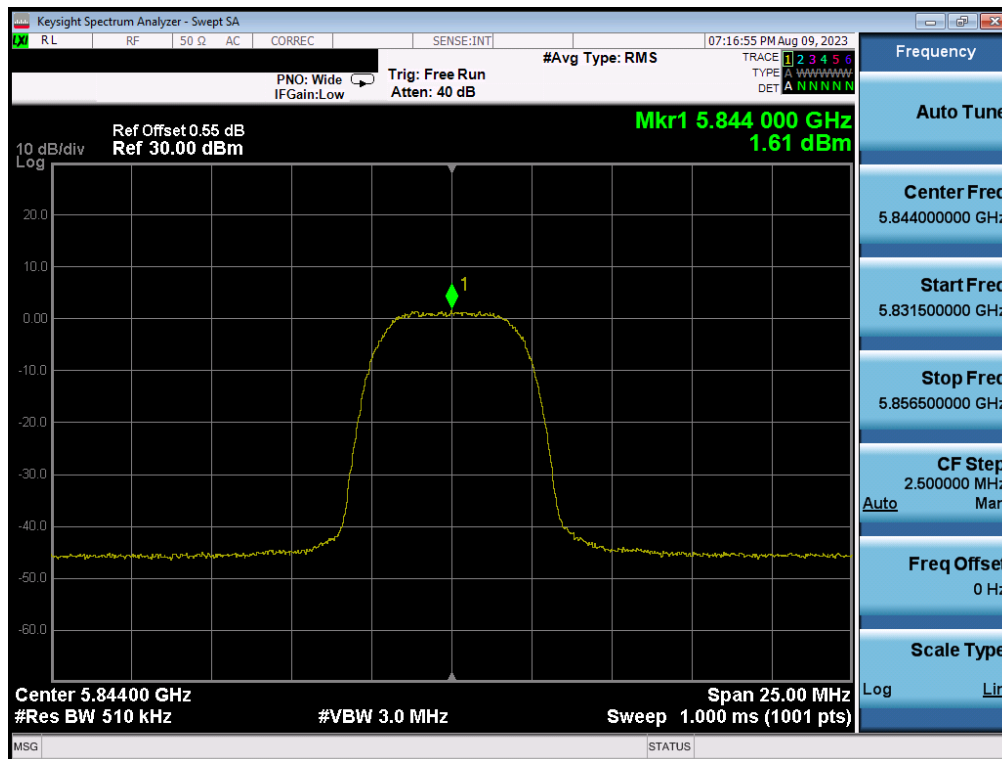 Keysight Spectrum Analyzer - Swept SA
LXI RL RF 50 Ω AC CORREC SENSE:INT 07:16:55 PM Aug 09, 2023
#Avg Type: RMS
TRACE 1 2 3 4 5 6
PNO: Wide
Trig: Free Run
TYPE A WWWWW
IFGain:Low
Atten: 40 dB
DET A N N N N N
Mkr1 5.844 000 GHz
1.61 dBm
Ref Offset 0.55 dB
10 dB/div Ref 30.00 dBm
Log
20.0
10.0
1
0.00
-10.0
-20.0
-30.0
-40.0
-50.0
-60.0
Center 5.84400 GHz
Span 25.00 MHz
#Res BW 510 kHz
#VBW 3.0 MHz
Sweep 1.000 ms (1001 pts)
MSG
STATUS
Frequency
Auto Tune
Center Freq
5.844000000 GHz
Start Freq
5.831500000 GHz
Stop Freq
5.856500000 GHz
CF Step
2.500000 MHz
Auto Man
Freq Offset
0 Hz
Scale Type
Log Lin